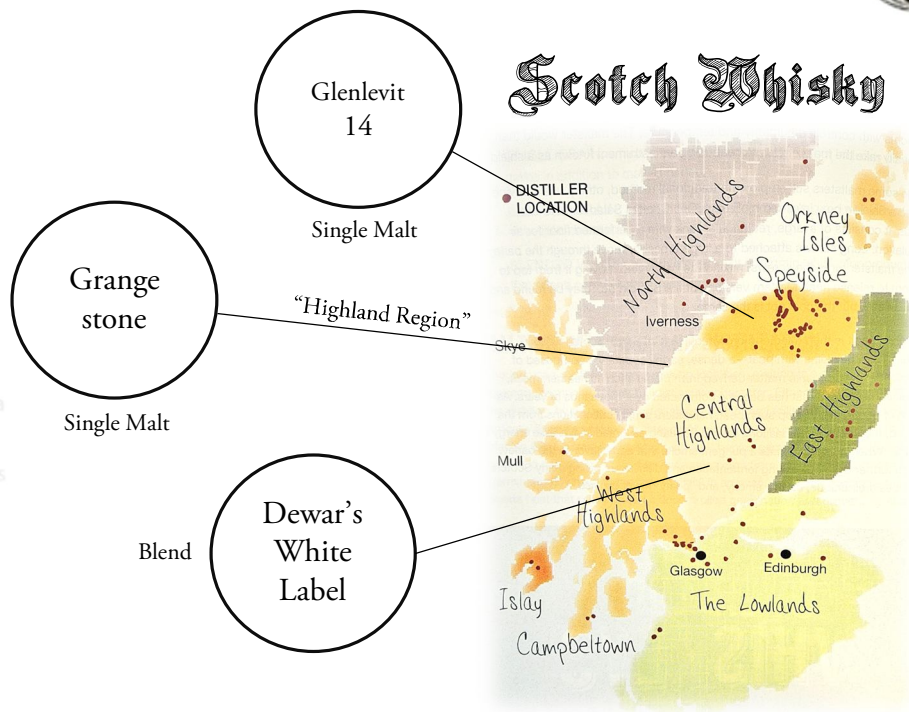 Scotch Whisky
Glenlevit
14
Single Malt
Grange
stone
Single Malt
“Highland Region”
Dewar’s
White
Label
Blend
DISTILLER
LOCATION
North Highlands
Orkney
Isles
Speyside
Iverness
Skye
Central
Highlands
East Highlands
Mull
West
Highlands
Glasgow
Edinburgh
Islay
The Lowlands
Campbeltown